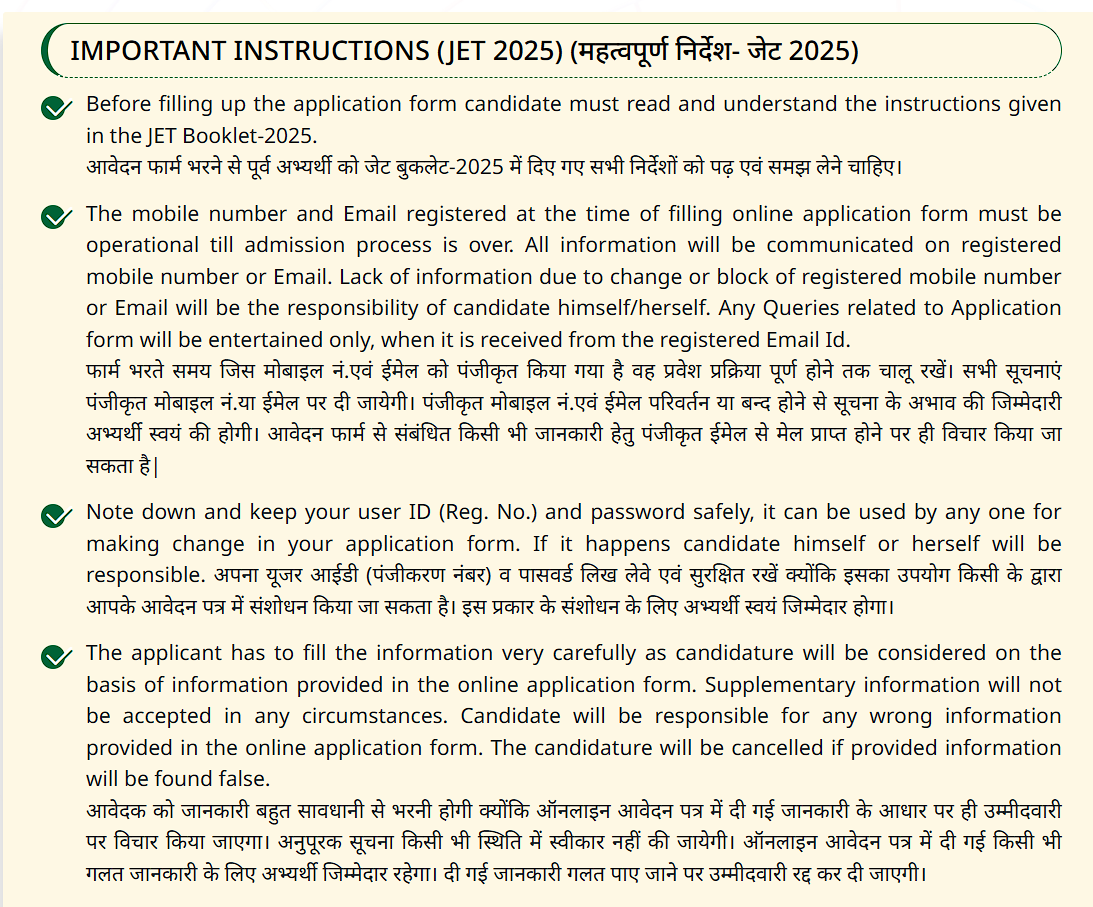 IMPORTANT INSTRUCTIONS (JET 2025) (महत्वपूर्ण निर्देश- जेट 2025)
Before filling up the application form candidate must read and understand the instructions given
in the JET Booklet-2025.
आवेदन फार्म भरने से पूर्व अभ्यर्थी को जेट बुकलेट-2025 में दिए गए सभी निर्देशों को पढ़ एवं समझ लेने चाहिए।
The mobile number and Email registered at the time of filling online application form must be
operational till admission process is over. All information will be communicated on registered
mobile number or Email. Lack of information due to change or block of registered mobile number
or Email will be the responsibility of candidate himself/herself. Any Queries related to Application
form will be entertained only, when it is received from the registered Email Id.
फार्म भरते समय जिस मोबाइल नं.एवं ईमेल को पंजीकृत किया गया है वह प्रवेश प्रक्रिया पूर्ण होने तक चालू रखें। सभी सूचनाएं
पंजीकृत मोबाइल नं.या ईमेल पर दी जायेगी। पंजीकृत मोबाइल नं.एवं ईमेल परिवर्तन या बन्द होने से सूचना के अभाव की जिम्मेदारी
अभ्यर्थी स्वयं की होगी। आवेदन फार्म से संबंधित किसी भी जानकारी हेतु पंजीकृत ईमेल से मेल प्राप्त होने पर ही विचार किया जा
सकता है|
Note down and keep your user ID (Reg. No.) and password safely, it can be used by any one for
making change in your application form. If it happens candidate himself or herself will be
responsible. अपना यूजर आईडी (पंजीकरण नंबर) व पासवर्ड लिख लेवे एवं सुरक्षित रखें क्योंकि इसका उपयोग किसी के द्वारा
आपके आवेदन पत्र में संशोधन किया जा सकता है। इस प्रकार के संशोधन के लिए अभ्यर्थी स्वयं जिम्मेदार होगा।
The applicant has to fill the information very carefully as candidature will be considered on the
basis of information provided in the online application form. Supplementary information will not
be accepted in any circumstances. Candidate will be responsible for any wrong information
provided in the online application form. The candidature will be cancelled if provided information
will be found false.
आवेदक को जानकारी बहुत सावधानी से भरनी होगी क्योंकि ऑनलाइन आवेदन पत्र में दी गई जानकारी के आधार पर ही उम्मीदवारी
पर विचार किया जाएगा। अनुपूरक सूचना किसी भी स्थिति में स्वीकार नहीं की जायेगी। ऑनलाइन आवेदन पत्र में दी गई किसी भी
गलत जानकारी के लिए अभ्यर्थी जिम्मेदार रहेगा। दी गई जानकारी गलत पाए जाने पर उम्मीदवारी रद्द कर दी जाएगी।